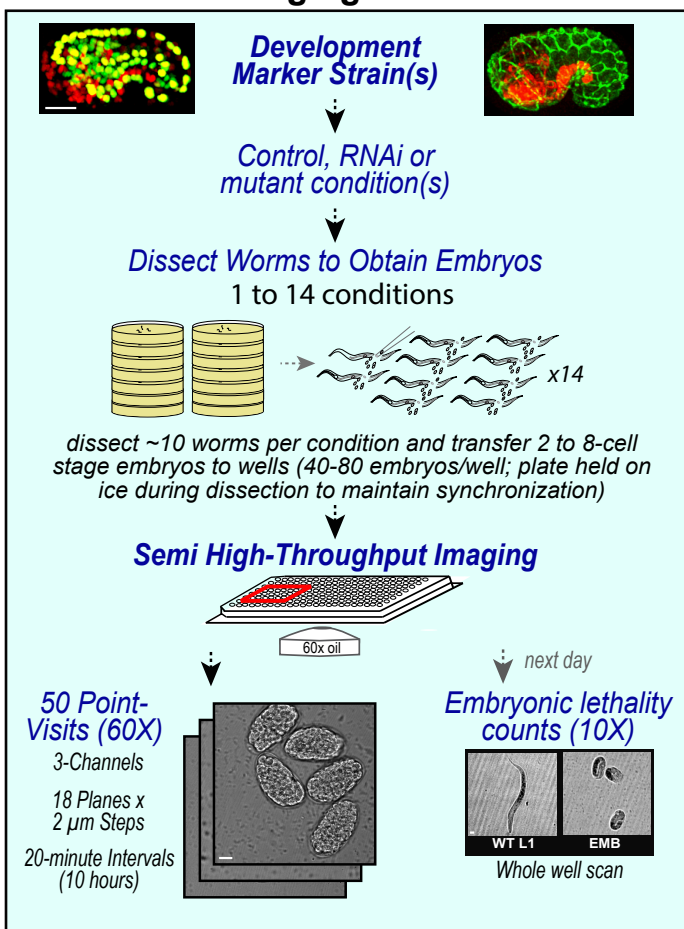 Development
Marker Strain(s)
Control, RNAi or
mutant condition(s)
Dissect Worms to Obtain Embryos
1 to 14 conditions
x14
dissect ~10 worms per condition and transfer 2 to 8-cell
stage embryos to wells (40-80 embryos/well; plate held on
ice during dissection to maintain synchronization)
Semi High-Throughput Imaging
60x oil
next day
50 Point-
Visits (60X)
3-Channels
18 Planes x
2 µm Steps
20-minute Intervals
(10 hours)
Embryonic lethality
counts (10X)
WT L1
EMB
Whole well scan